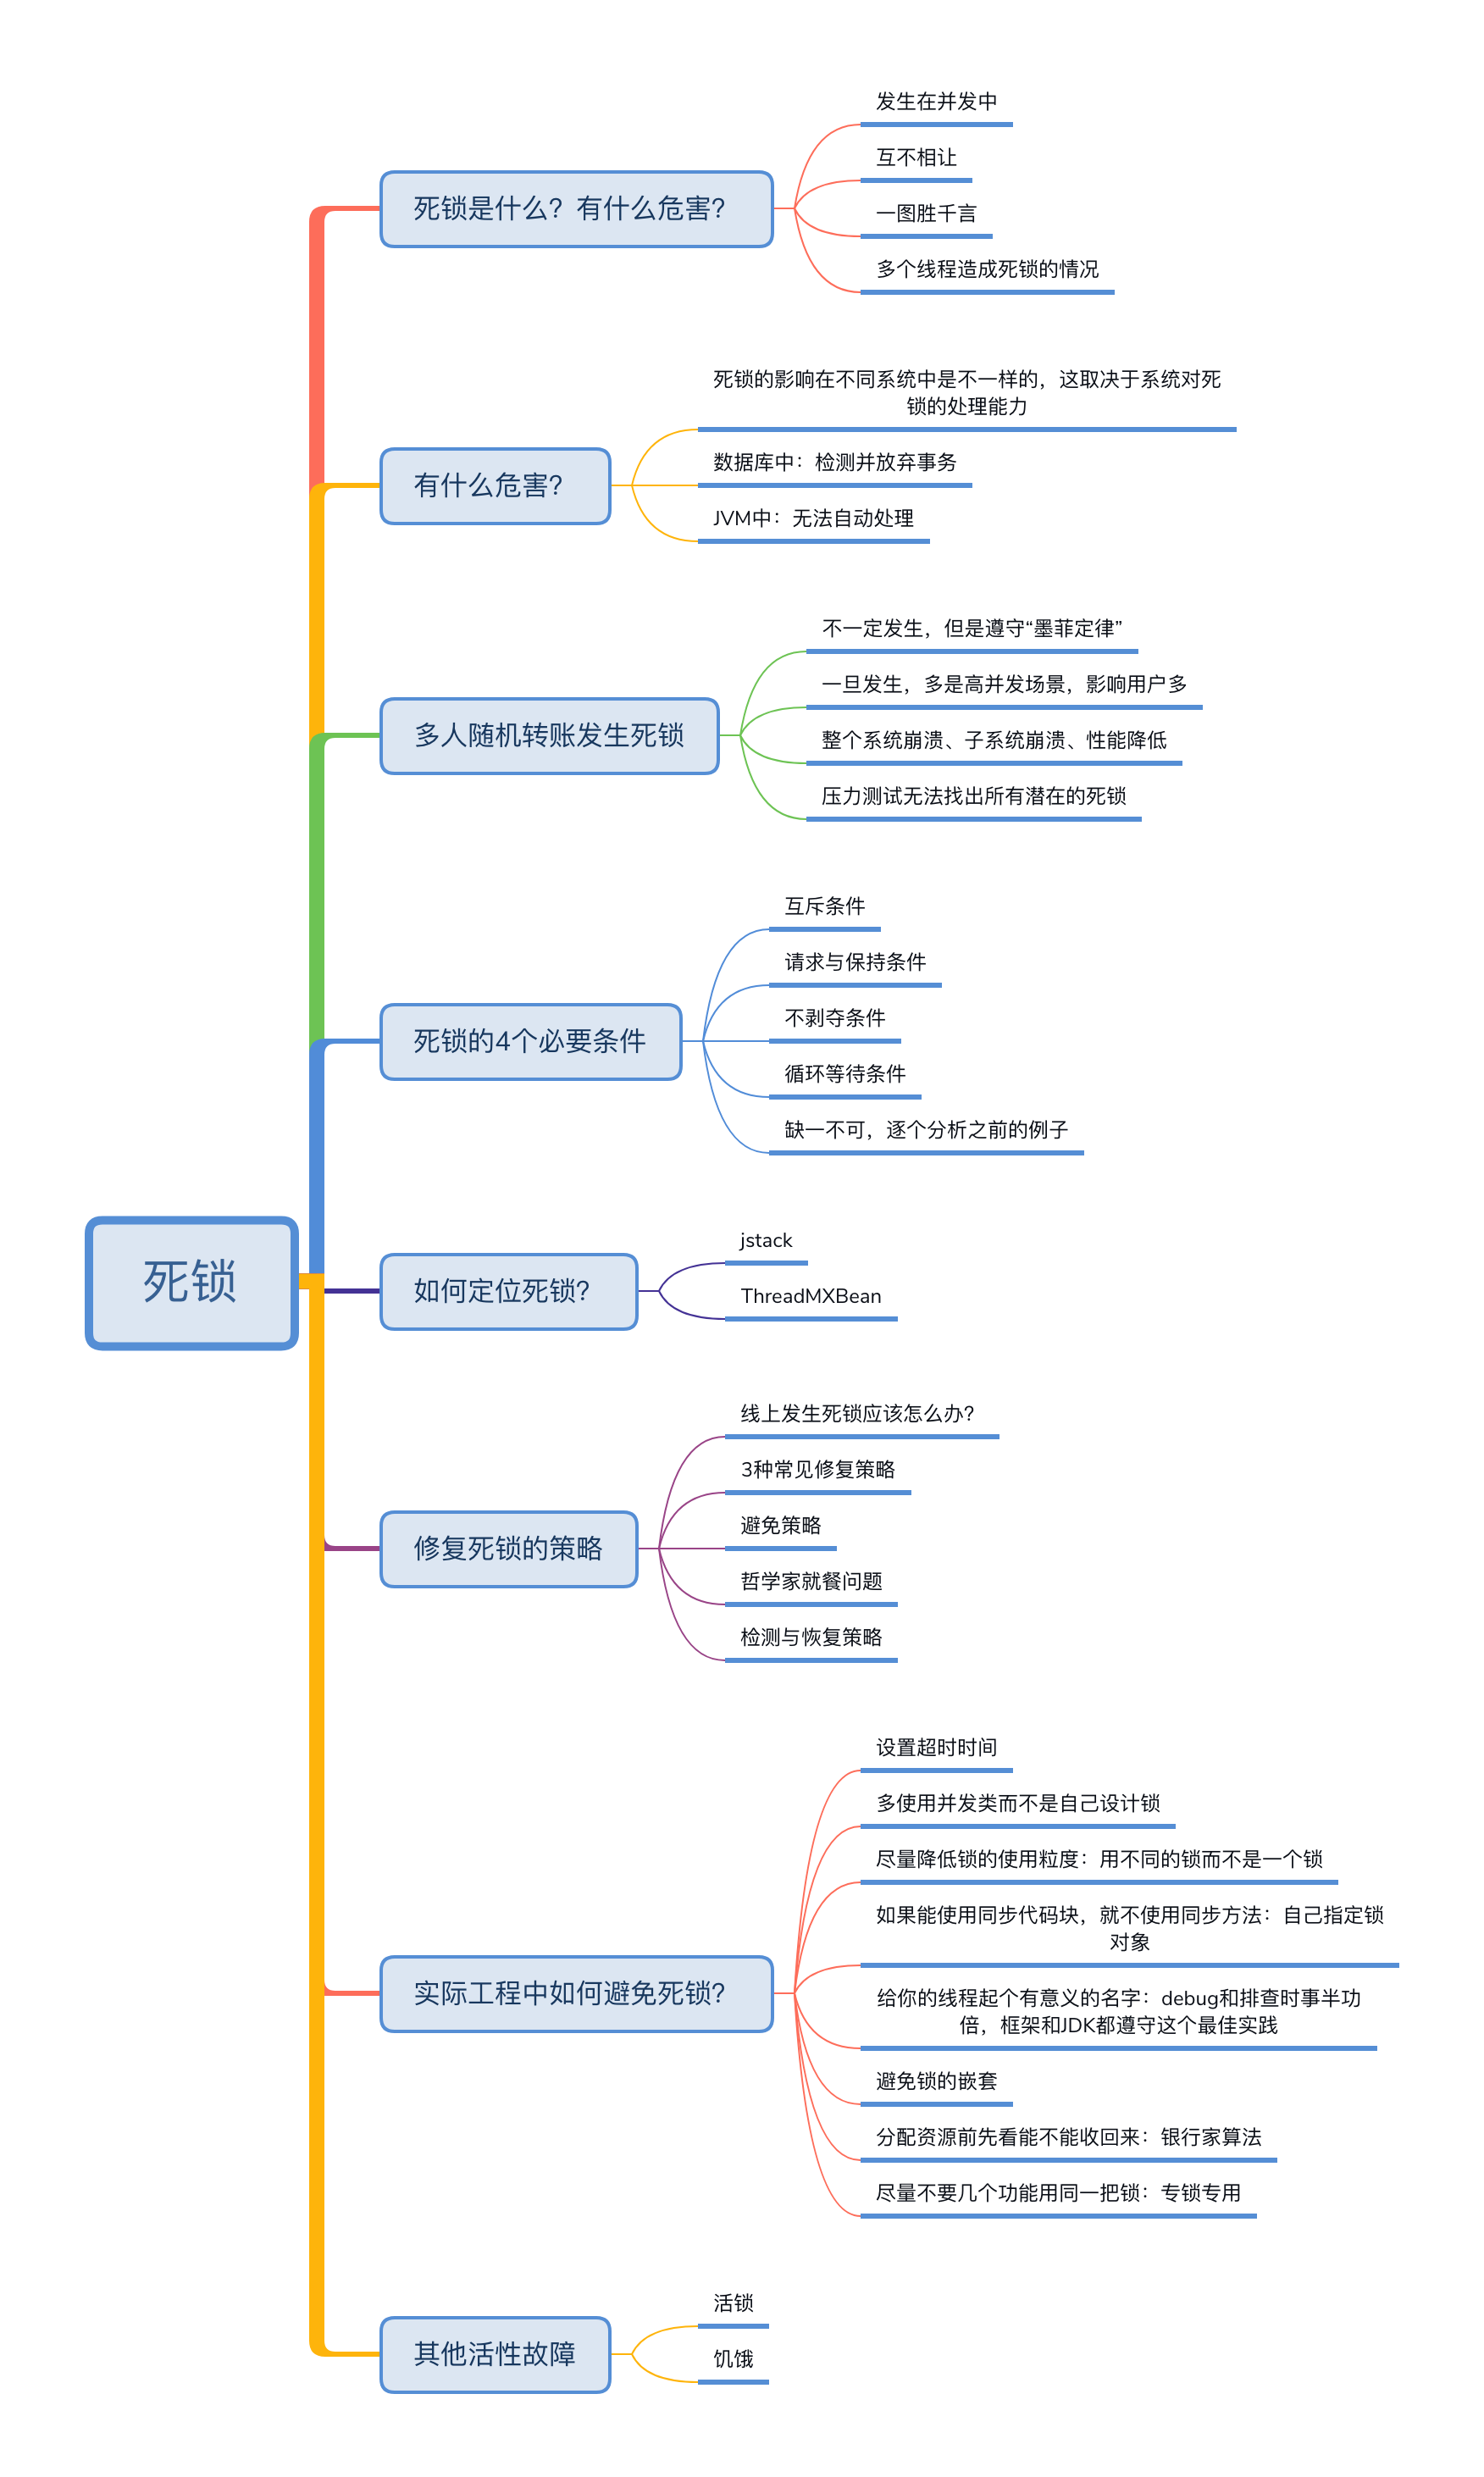 死锁
死锁是什么？有什么危害？
发生在并发中
互不相让
一图胜千言
多个线程造成死锁的情况
有什么危害？
死锁的影响在不同系统中是不一样的，这取决于系统对死
锁的处理能力
数据库中：检测并放弃事务
JVM中：无法自动处理
多人随机转账发生死锁
不一定发生，但是遵守“墨菲定律”
一旦发生，多是高并发场景，影响用户多
整个系统崩溃、子系统崩溃、性能降低
压力测试无法找出所有潜在的死锁
死锁的4个必要条件
互斥条件
请求与保持条件
不剥夺条件
循环等待条件
缺一不可，逐个分析之前的例子
如何定位死锁？
jstack
ThreadMXBean
修复死锁的策略
线上发生死锁应该怎么办？
3种常见修复策略
避免策略
哲学家就餐问题
检测与恢复策略
实际工程中如何避免死锁？
设置超时时间
多使用并发类而不是自己设计锁
尽量降低锁的使用粒度：用不同的锁而不是一个锁
如果能使用同步代码块，就不使用同步方法：自己指定锁
对象
给你的线程起个有意义的名字：debug和排查时事半功
倍，框架和JDK都遵守这个最佳实践
避免锁的嵌套
分配资源前先看能不能收回来：银行家算法
尽量不要几个功能用同一把锁：专锁专用
其他活性故障
活锁
饥饿